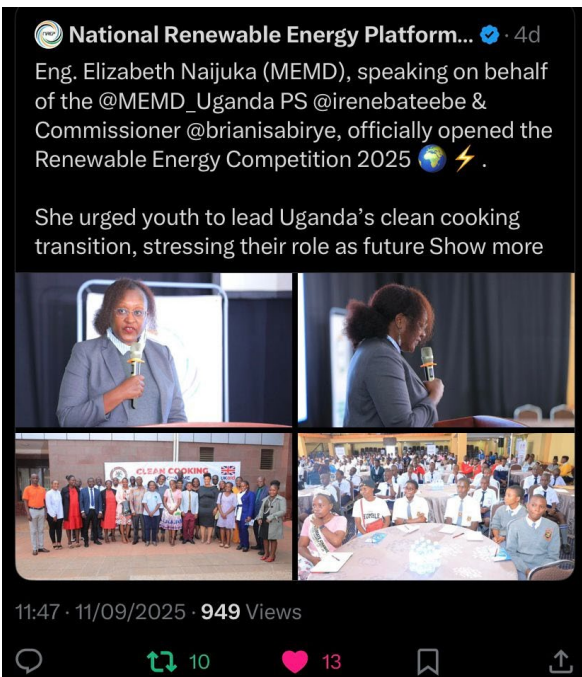 National Renewable Energy Platform... · 4d
Eng. Elizabeth Naijuka (MEMD), speaking on behalf
of the @MEMD_Uganda PS @irenebateebe &
Commissioner @brianisabirye, officially opened the
Renewable Energy Competition 2025 🌍⚡.
She urged youth to lead Uganda’s clean cooking
transition, stressing their role as future Show more
CLEAN COOKING
11:47 · 11/09/2025 · 949 Views
10
13